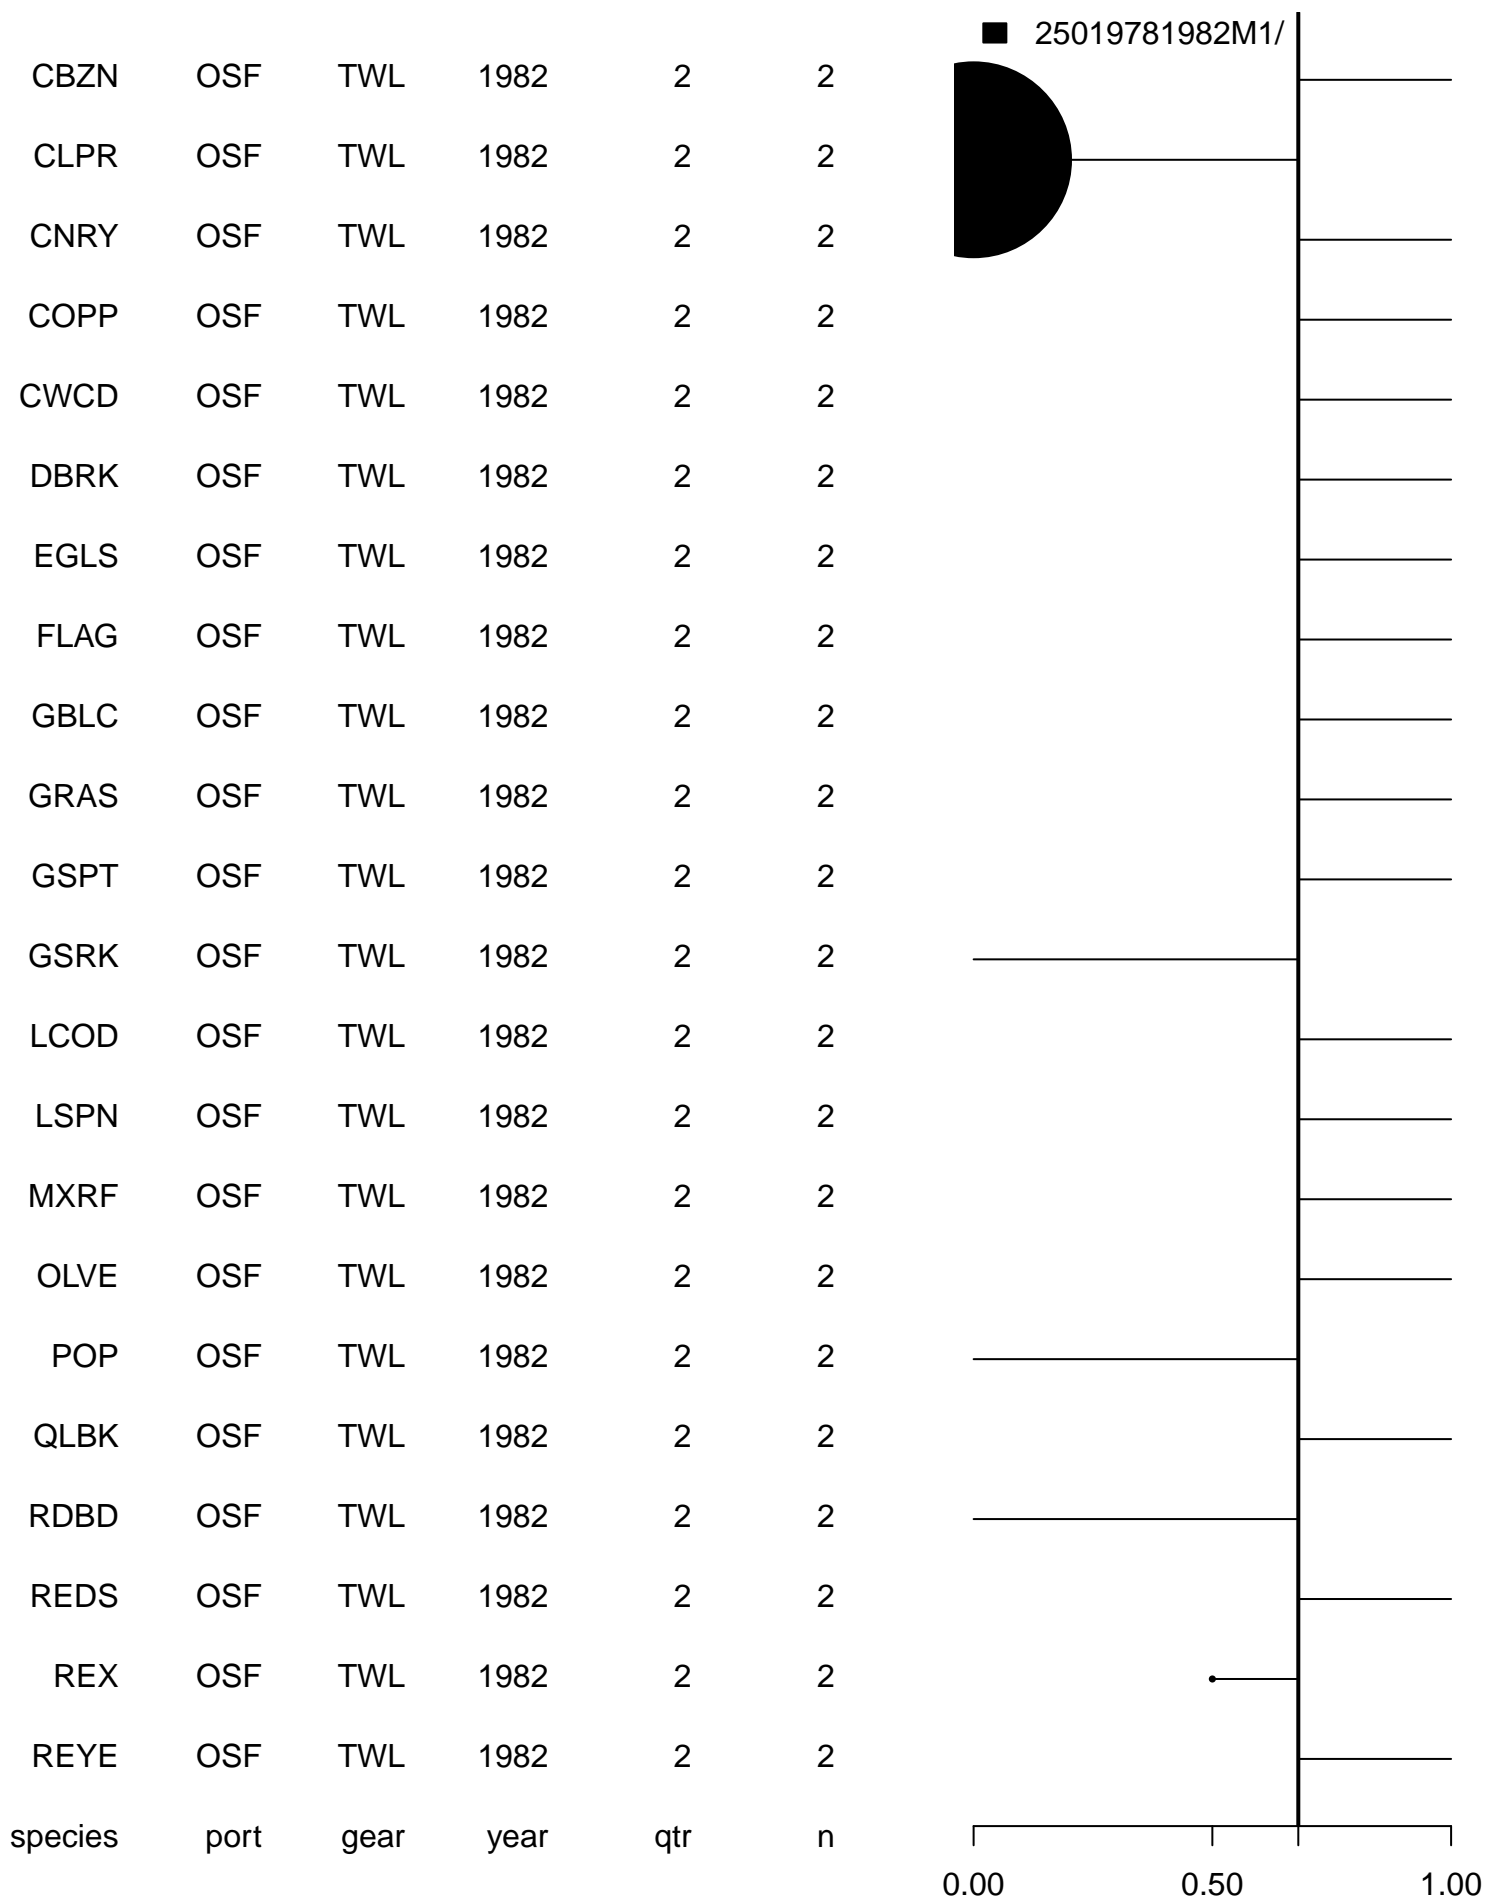 25019781982M1/
CBZN OSF TWL 1982 2 2
CLPR OSF TWL 1982 2 2
CNRY OSF TWL 1982 2 2
COPP OSF TWL 1982 2 2
CWCD OSF TWL 1982 2 2
DBRK OSF TWL 1982 2 2
EGLS OSF TWL 1982 2 2
FLAG OSF TWL 1982 2 2
GBLC OSF TWL 1982 2 2
GRAS OSF TWL 1982 2 2
GSPT OSF TWL 1982 2 2
GSRK OSF TWL 1982 2 2
LCOD OSF TWL 1982 2 2
LSPN OSF TWL 1982 2 2
MXRF OSF TWL 1982 2 2
OLVE OSF TWL 1982 2 2
POP OSF TWL 1982 2 2
QLBK OSF TWL 1982 2 2
RDBD OSF TWL 1982 2 2
REDS OSF TWL 1982 2 2
REX OSF TWL 1982 2 2
REYE OSF TWL 1982 2 2
species port gear year qtr n
0.00 0.50 1.00